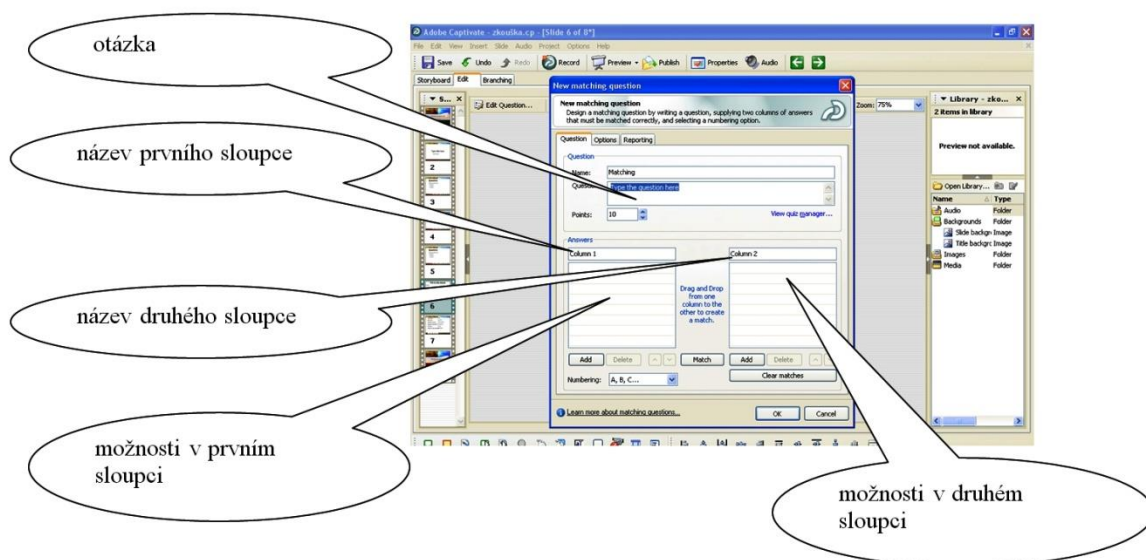 otázka
název prvního sloupce
název druhého sloupce
možnosti v prvním
sloupci
možnosti v druhém
sloupci
Adobe Captivate - zkouška.cp - [Slide 6 of 8*]
File Edit View Insert Slide Audio Project Options Help
Save Undo Redo Record Preview Publish Properties Audio
Storyboard Edit Branching
Edit Question... Zoom: 75%
2
3
4
5
6
7
New matching question
New matching question
Design a matching question by writing a question, supplying two columns of answers
that must be matched correctly, and selecting a numbering option.
Question Options Reporting
Question
Name: Matching
Type the question here
Points: 10 View quiz manager...
Answers
Column 1 Column 2
Drag and Drop
from one
column to the
other to create
a match.
Add Delete Match Add Delete
Numbering: A, B, C... Clear matches
Learn more about matching questions... OK Cancel
Library - zko...
2 items in library
Preview not
available.
Open Library...
Name Type
Audio Folder
Backgrounds Folder
Slide backgr Image
Title backgr Image
Images Folder
Media Folder